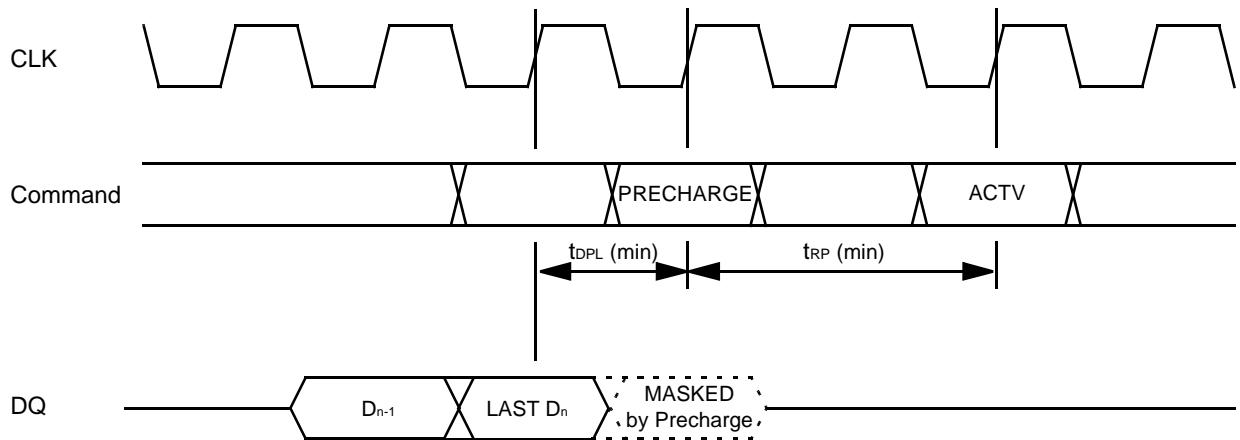 CLK
Command
PRECHARGE
ACTV
tDPL (min)
tRP (min)
DQ
Dn-1
LAST Dn
MASKED
by Precharge